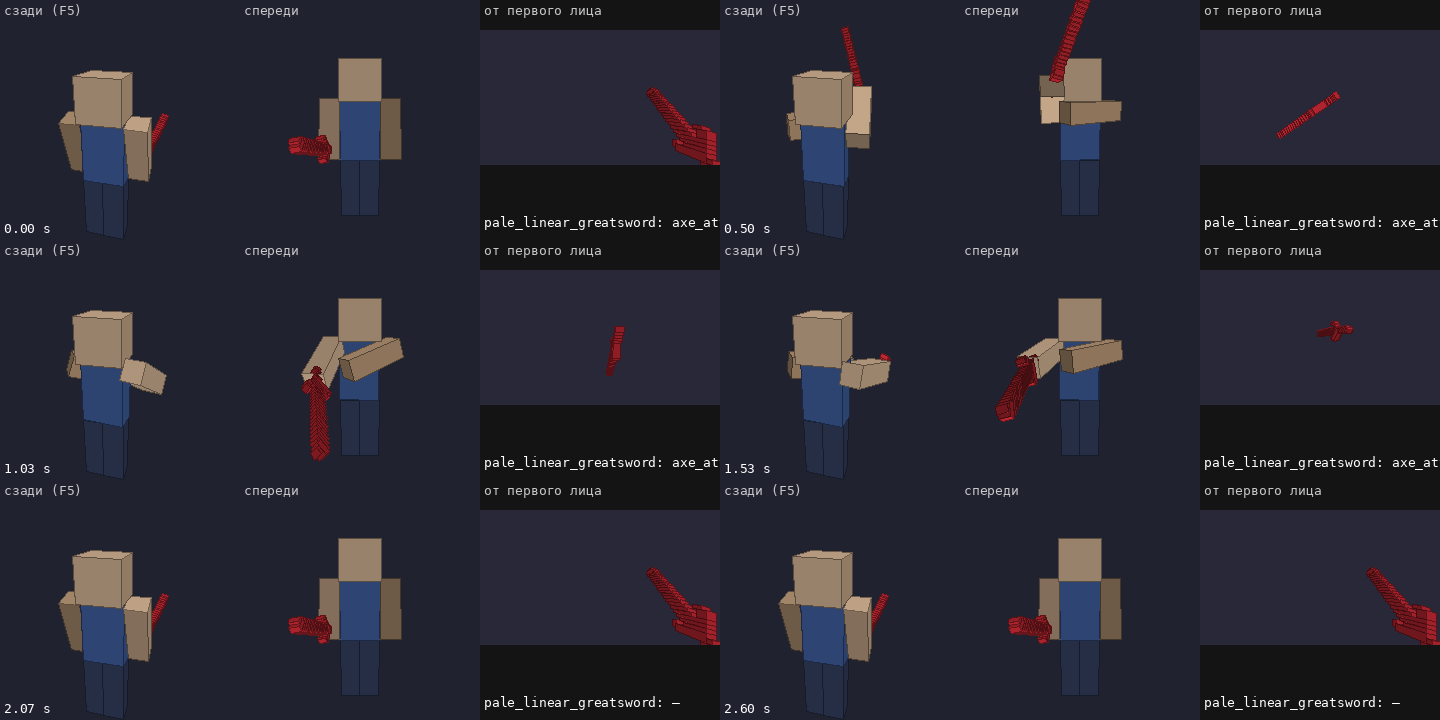 сзади (F5) спереди от первого лица сзади (F5) спереди от первого лица
pale_linear_greatsword: axe_at pale_linear_greatsword: axe_at
0.00 s 0.50 s
сзади (F5) спереди от первого лица сзади (F5) спереди от первого лица
pale_linear_greatsword: axe_at pale_linear_greatsword: axe_at
1.03 s 1.53 s
сзади (F5) спереди от первого лица сзади (F5) спереди от первого лица
pale_linear_greatsword: — pale_linear_greatsword: —
2.07 s 2.60 s